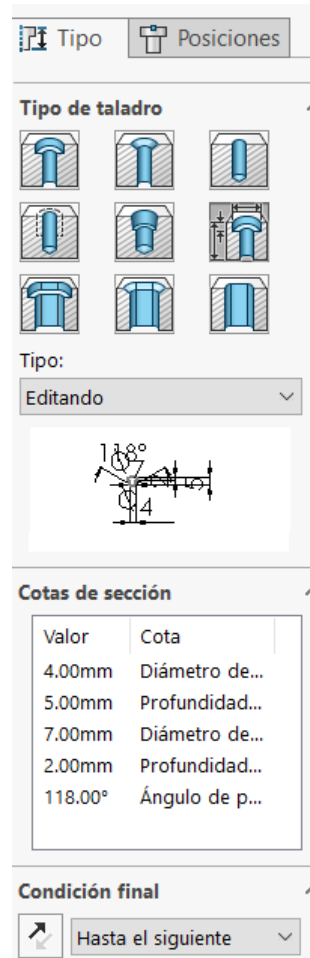 Tipo Posiciones
Tipo de taladro
Tipo:
Editando
118°
7
4
Cotas de sección
Valor Cota
4.00mm Diámetro de...
5.00mm Profundidad...
7.00mm Diámetro de...
2.00mm Profundidad...
118.00° Ángulo de p...
Condición final
Hasta el siguiente